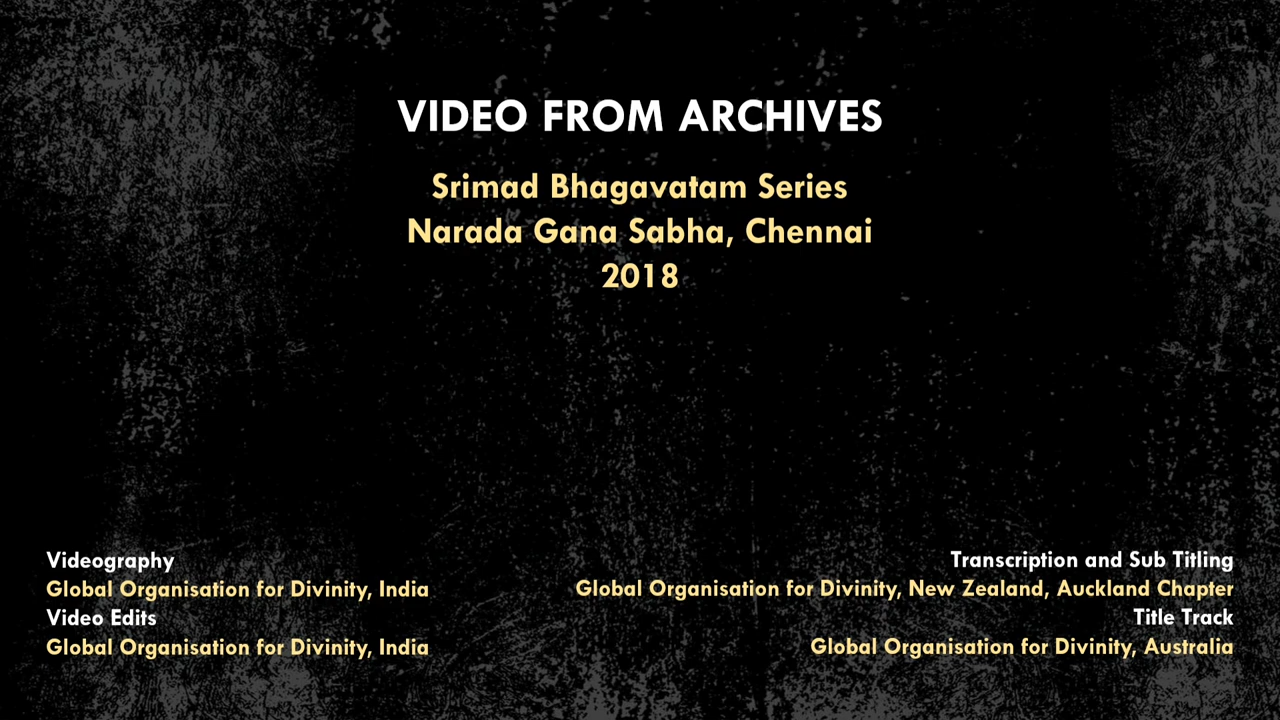 VIDEO FROM ARCHIVES
Srimad Bhagavatam Series
Narada Gana Sabha, Chennai
2018
Videography
Global Organisation for Divinity, India
Video Edits
Global Organisation for Divinity, India
Transcription and Sub Titling
Global Organisation for Divinity, New Zealand, Auckland Chapter
Title Track
Global Organisation for Divinity, Australia